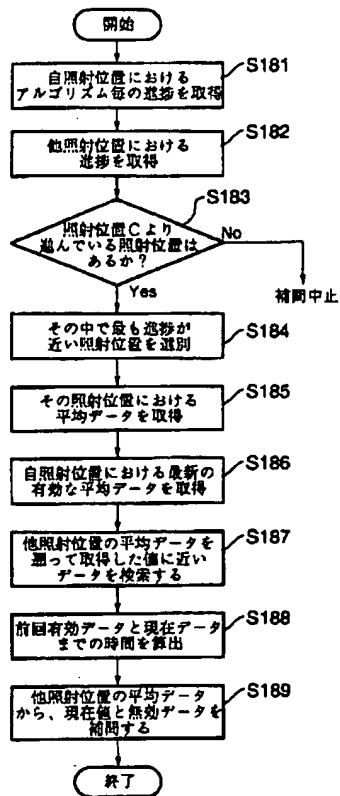 開始
S181
自照射位置における
アルゴリズム毎の進捗を取得
S182
他照射位置における
進捗を取得
S183
照射位置Cより
進んでいる照射位置は
あるか?
No
Yes
補間中止
S184
その中で最も進捗が
近い照射位置を選別
S185
その照射位置における
平均データを取得
S186
自照射位置における最新の
有効な平均データを取得
S187
他照射位置の平均データを
遡って取得した値に近い
データを検索する
S188
前回有効データと現在データ
までの時間を算出
S189
他照射位置の平均データ
から、現在値と無効データを
補間する
終了